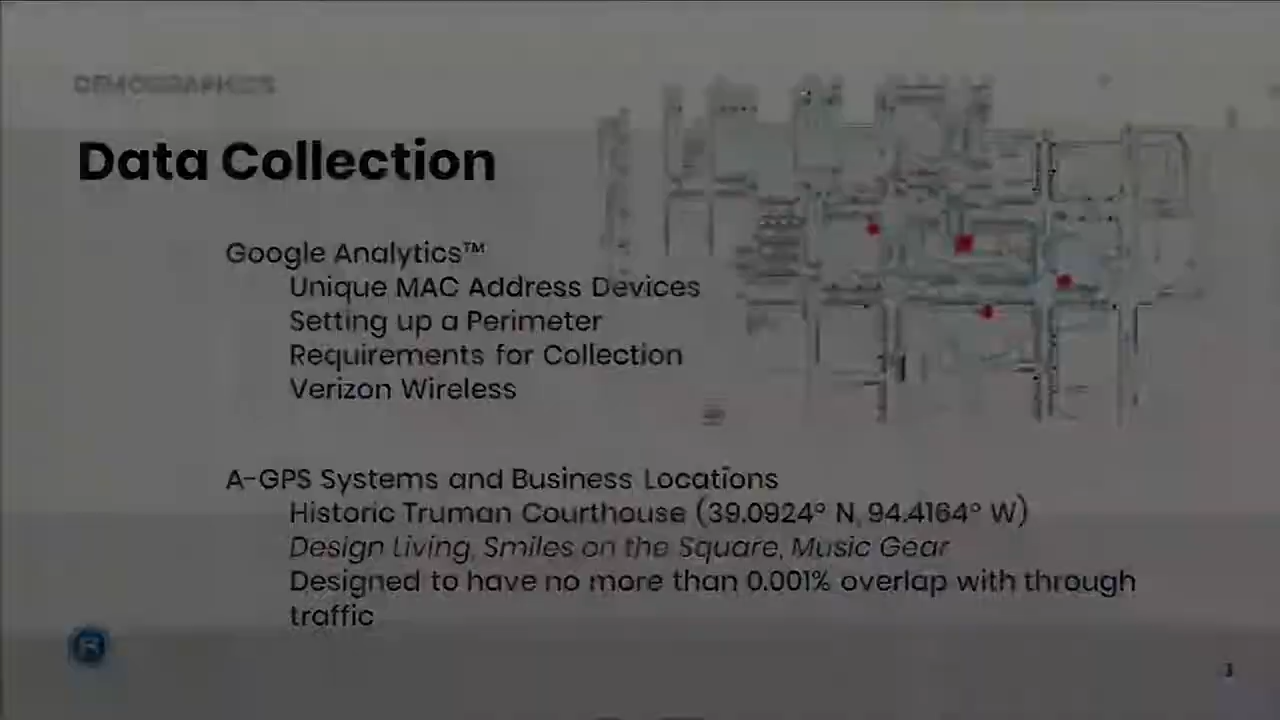 DEMOGRAPHICS
Data Collection
Google Analytics™
Unique MAC Address Devices
Setting up a Perimeter
Requirements for Collection
Verizon Wireless
A-GPS Systems and Business Locations
Historic Truman Courthouse (39.0924° N, 94.4164° W)
Design Living, Smiles on the Square, Music Gear
Designed to have no more than 0.001% overlap with through
traffic
R
3